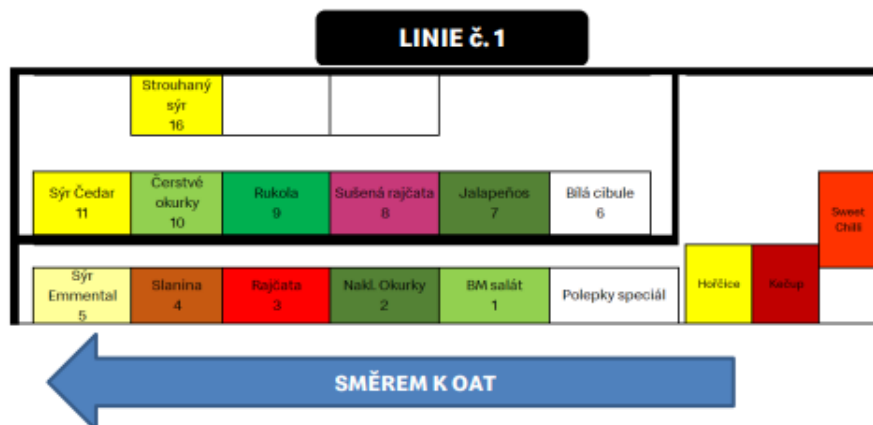 LINIE č. 1
Strouhaný
sýr
16
Sýr Čedar
11
Čerstvé
okurky
10
Rukola
9
Sušená rajčata
8
Jalapeños
7
Bílá cibule
6
Sweet
Chilli
Sýr
Emmental
5
Slanina
4
Rajčata
3
Nakl. Okurky
2
BM salát
1
Polepky speciál
Hořčice
Kečup
SMĚREM K OAT